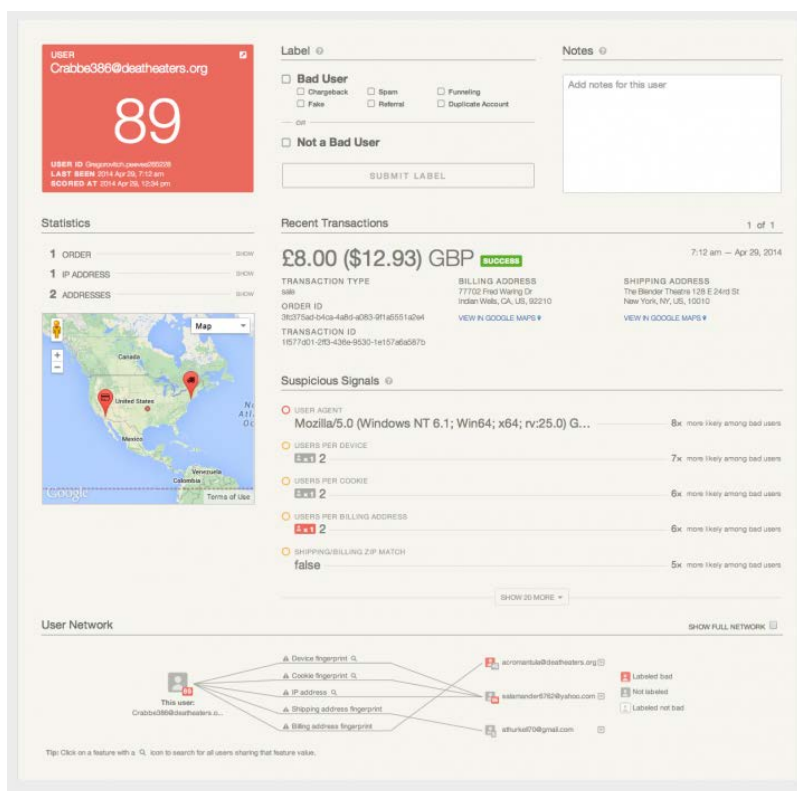 USER
Crabbe386@deatheaters.org
89
USER ID Gregorovitch.peeves265228
LAST SEEN 2014 Apr 29, 7:12 am
SCORED AT 2014 Apr 29, 12:34 pm
Label
Bad User
Chargeback
Spam
Funneling
Fake
Referral
Duplicate Account
OR
Not a Bad User
SUBMIT LABEL
Notes
Add notes for this user
Statistics
1 ORDER SHOW
1 IP ADDRESS SHOW
2 ADDRESSES SHOW
Map
Canada
United States
Mexico
Venezuela
Colombia
Google
Terms of Use
Recent Transactions
1 of 1
£8.00 ($12.93) GBP SUCCESS
7:12 am — Apr 29, 2014
TRANSACTION TYPE
sale
ORDER ID
TRANSACTION ID
BILLING ADDRESS
77702 Fred Waring Dr
Indian Wells, CA, US, 92210
VIEW IN GOOGLE MAPS
SHIPPING ADDRESS
The Blender Theatre 128 E 24rd St
New York, NY, US, 10010
VIEW IN GOOGLE MAPS
Suspicious Signals
USER AGENT
Mozilla/5.0 (Windows NT 6.1; Win64; x64; rv:25.0) G...
8x more likely among bad users
USERS PER DEVICE
2
7x more likely among bad users
USERS PER COOKIE
2
6x more likely among bad users
USERS PER BILLING ADDRESS
2
6x more likely among bad users
SHIPPING/BILLING ZIP MATCH
false
5x more likely among bad users
SHOW 20 MORE
User Network
SHOW FULL NETWORK
89
This user:
Crabbe386@deatheaters.o...
Device fingerprint
Cookie fingerprint
IP address
Shipping address fingerprint
Billing address fingerprint
acromantula@deatheaters.org
salamander6762@yahoo.com
athurkell79@gmail.com
Labeled bad
Not labeled
Labeled not bad
Tip: Click on a feature with a icon to search for all users sharing that feature value.